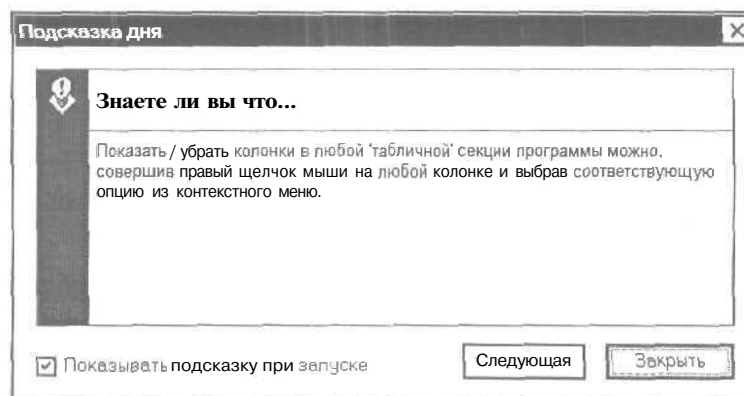 Подсказка дня
Знаете ли вы что...
Показать / убрать колонки в любой 'табличной' секции программы можно,
совершив правый щелчок мыши на любой колонке и выбрав соответствующую
опцию из контекстного меню.
Показывать подсказку при запуске
Следующая
Закрыть